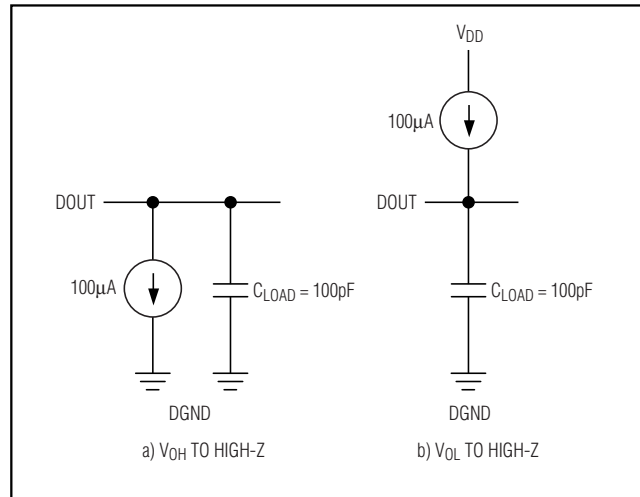 VDD
100μA
DOUT
DOUT
100μA
CLOAD = 100pF
CLOAD = 100pF
DGND
DGND
a) VOH TO HIGH-Z
b) VOL TO HIGH-Z